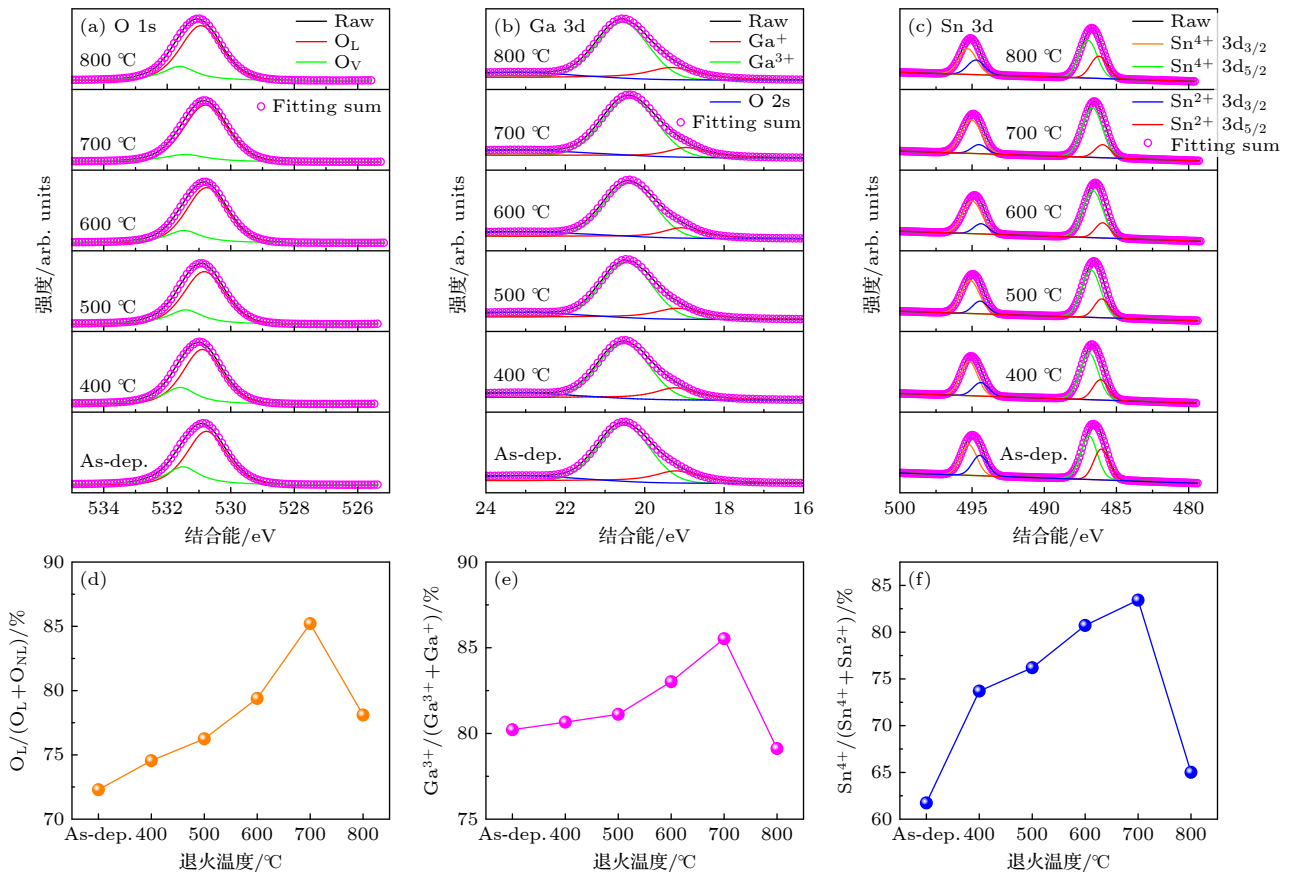 (a) O 1s
Raw
O_L
O_V
Fitting sum
800 ℃
700 ℃
600 ℃
500 ℃
400 ℃
As-dep.
强度/arb. units
534 532 530 528 526
结合能/eV
(b) Ga 3d
Raw
Ga⁺
Ga³⁺
O 2s
Fitting sum
800 ℃
700 ℃
600 ℃
500 ℃
400 ℃
As-dep.
强度/arb. units
24 22 20 18 16
结合能/eV
(c) Sn 3d
Raw
Sn⁴⁺ 3d₃/₂
Sn⁴⁺ 3d₅/₂
Sn²⁺ 3d₃/₂
Sn²⁺ 3d₅/₂
Fitting sum
800 ℃
700 ℃
600 ℃
500 ℃
400 ℃
As-dep.
强度/arb. units
500 495 490 485 480
结合能/eV
(d)
O_L/(O_L+O_NL)/%
90
85
80
75
70
As-dep. 400 500 600 700 800
退火温度/℃
(e)
Ga³⁺/(Ga³⁺+Ga⁺)/%
90
85
80
75
As-dep. 400 500 600 700 800
退火温度/℃
(f)
Sn⁴⁺/(Sn⁴⁺+Sn²⁺)/%
85
80
75
70
65
60
As-dep. 400 500 600 700 800
退火温度/℃